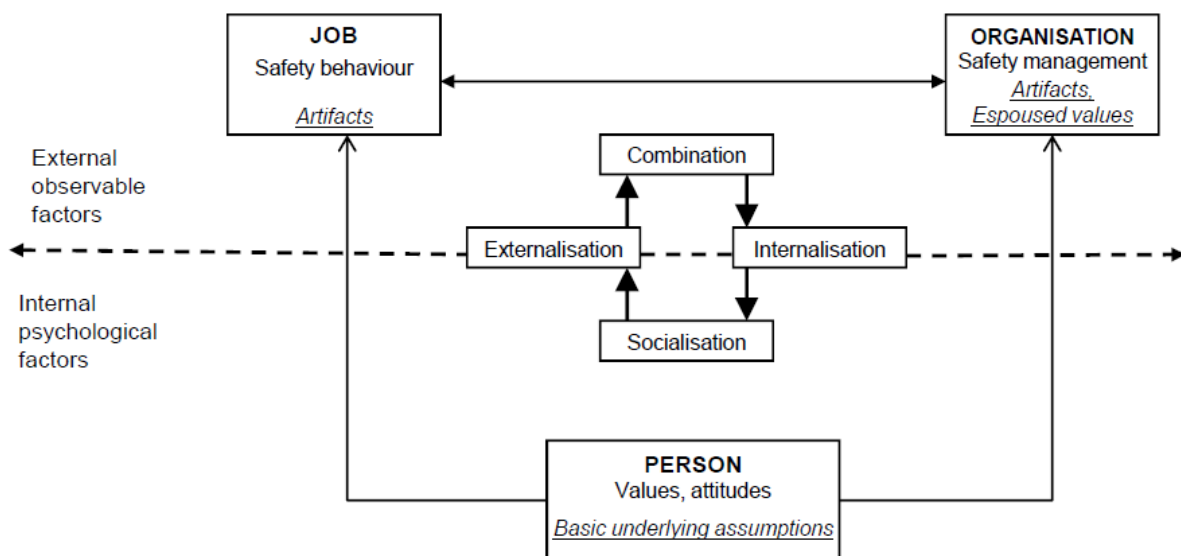 JOB
Safety behaviour
Artifacts
ORGANISATION
Safety management
Artifacts,
Espoused values
External
observable
factors
Combination
Externalisation
Internalisation
Internal
psychological
factors
Socialisation
PERSON
Values, attitudes
Basic underlying assumptions